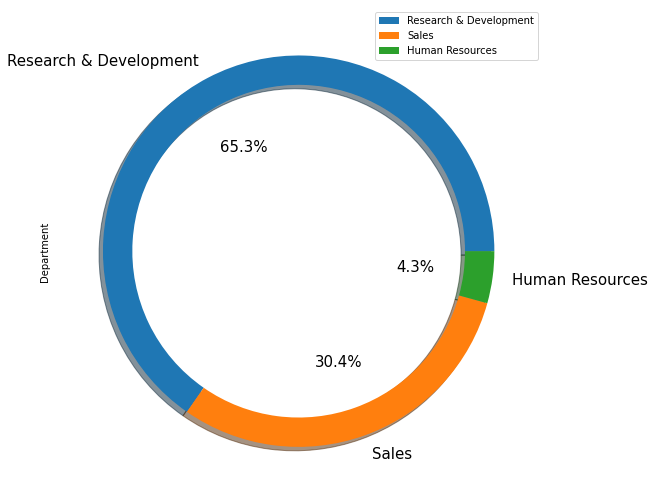 Research & Development
Sales
Human Resources
Research & Development
65.3%
Department
4.3%
Human Resources
30.4%
Sales